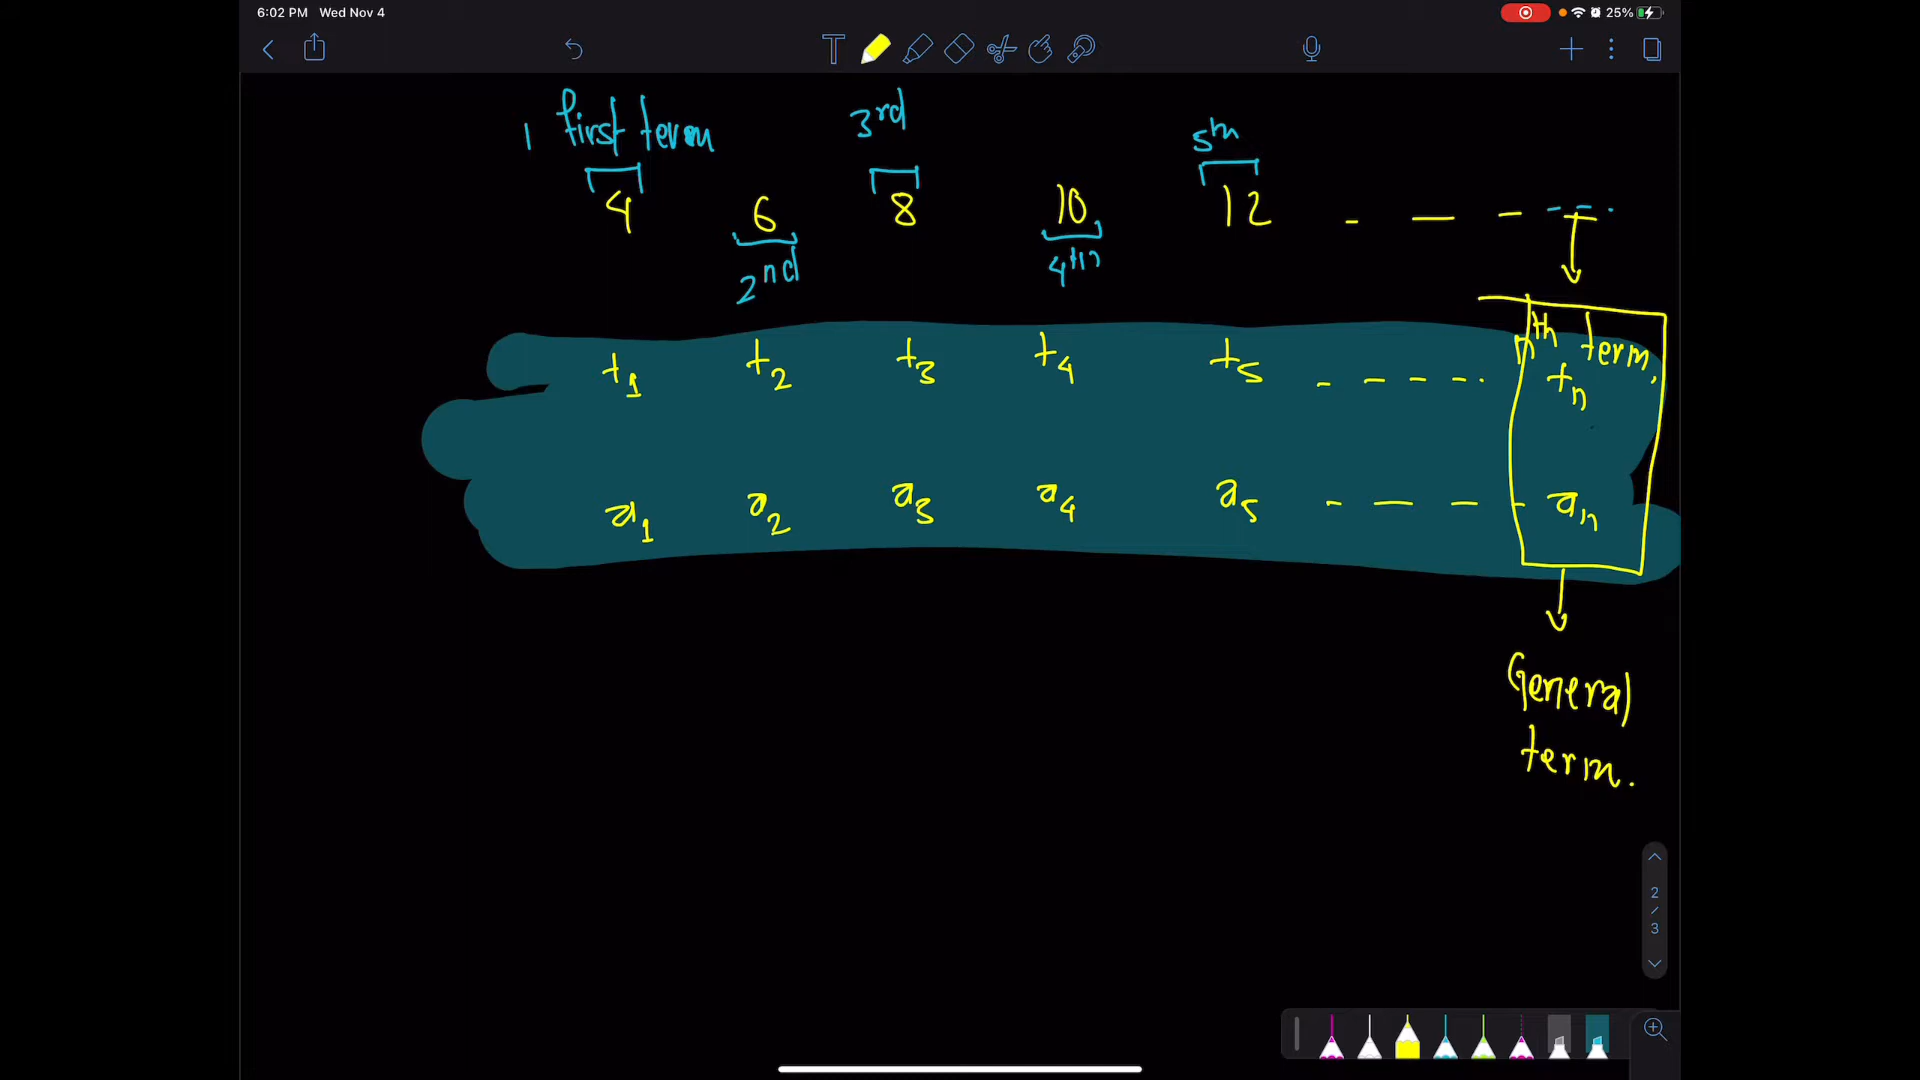 6:02 PM Wed Nov 4
25%
T
1 first term 3rd 5th
4 6 8 10 12 - - - - - .
2nd 4th
nth term.
t1 t2 t3 t4 t5 - - - - . tn
a1 a2 a3 a4 a5 - - - - an
General
term.
2
/
3